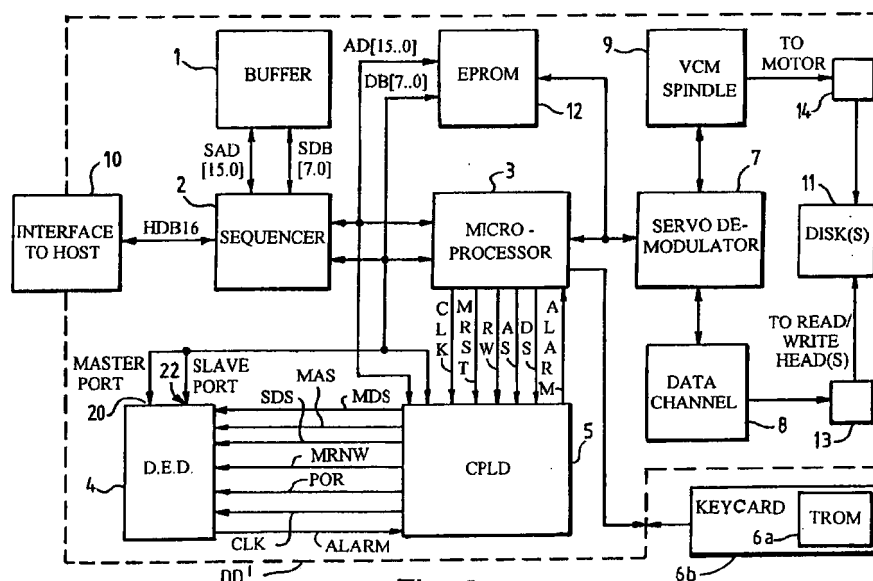 1
BUFFER
AD[15..0]
DB[7..0]
EPROM
12
9
VCM
SPINDLE
TO
MOTOR
14
SAD
[15.0]
SDB
[7.0]
10
INTERFACE
TO HOST
HDB16
2
SEQUENCER
3
MICRO-
PROCESSOR
7
SERVO DE-
MODULATOR
11
DISK(S)
CLK
MRST
RW
AS
DS
ALARM
TO READ/
WRITE
HEAD(S)
MASTER
PORT
22
SLAVE
PORT
20
SDS
MAS
MDS
MRNW
POR
CLK
ALARM
D.E.D.
4
CPLD
5
DATA
CHANNEL
8
13
KEYCARD
TROM
6a
6b
DD'